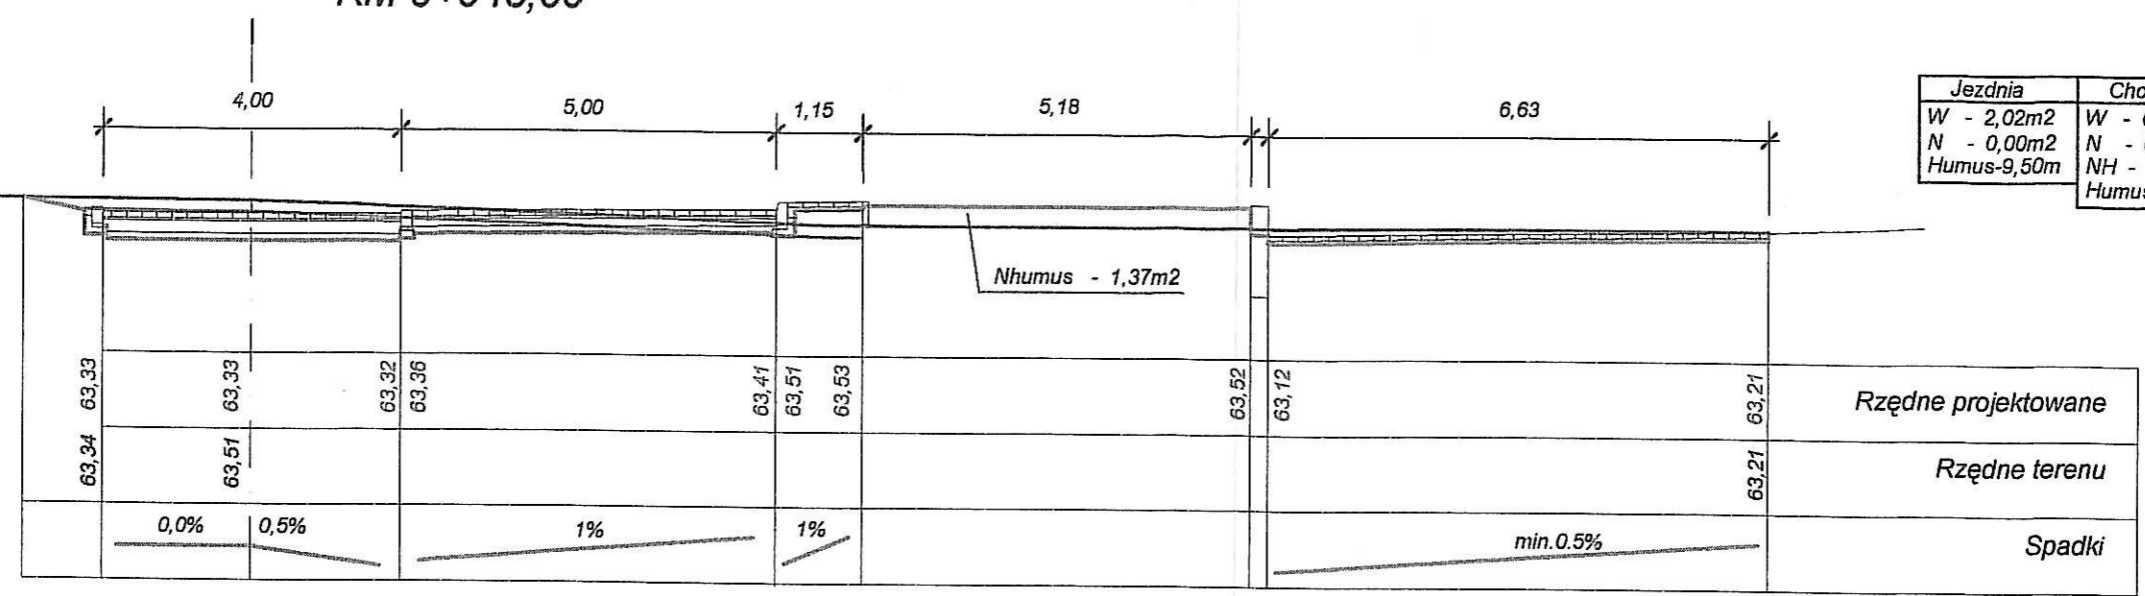 4,00
5,00
1,15
5,18
6,63
Jezdnia
W - 2,02m2
N - 0,00m2
Humus-9,50m
W -
N -
NH -
Humus
Nhumus - 1,37m2
63,33
63,33
63,32
63,36
63,41
63,51
63,53
63,52
63,12
63,21
Rzędne projektowane
63,34
63,51
63,21
Rzędne terenu
0,0%
0,5%
1%
1%
min.0.5%
Spadki